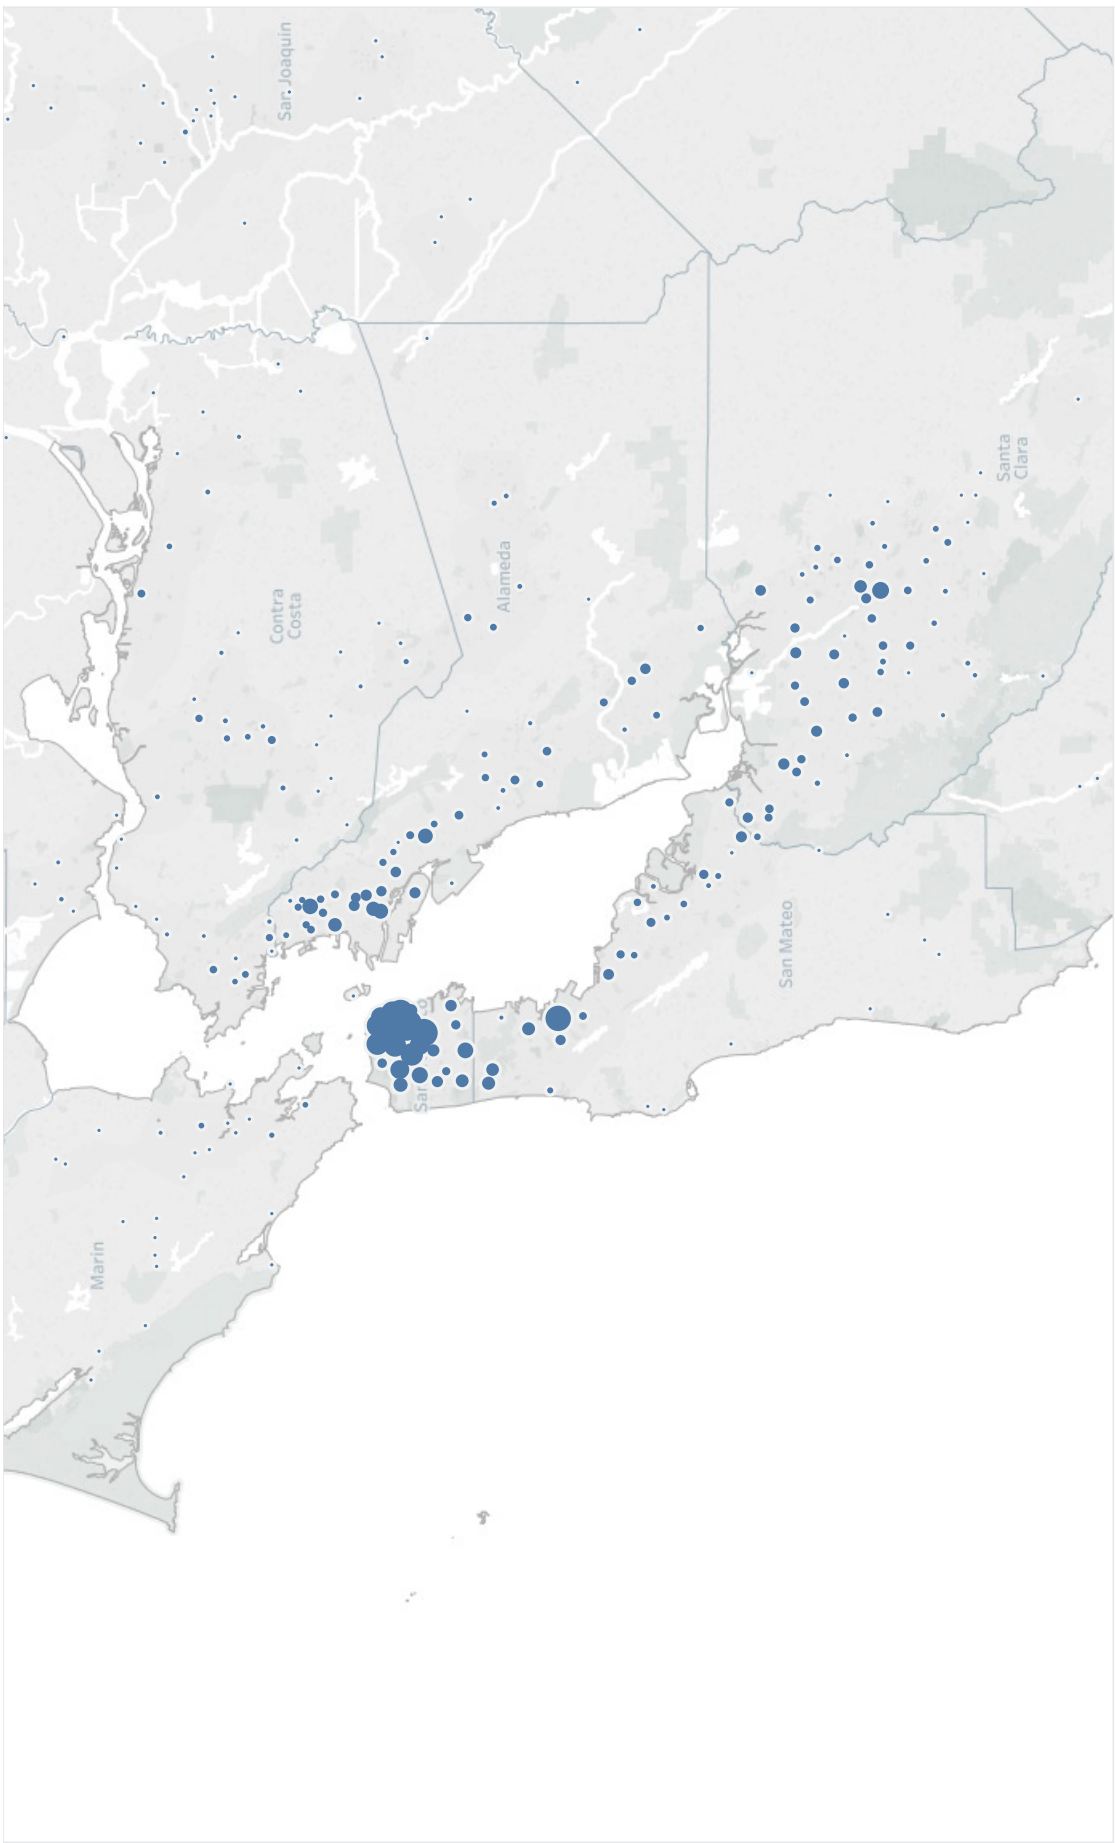 Marin
Contra
Costa
San Joaquin
Alameda
San Mateo
Santa
Clara